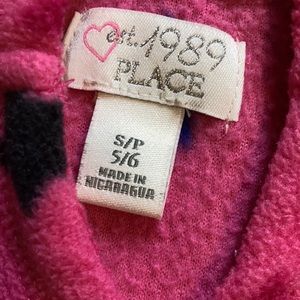 est. 1989
PLACE
S/P
5/6
MADE IN
NICARAGUA